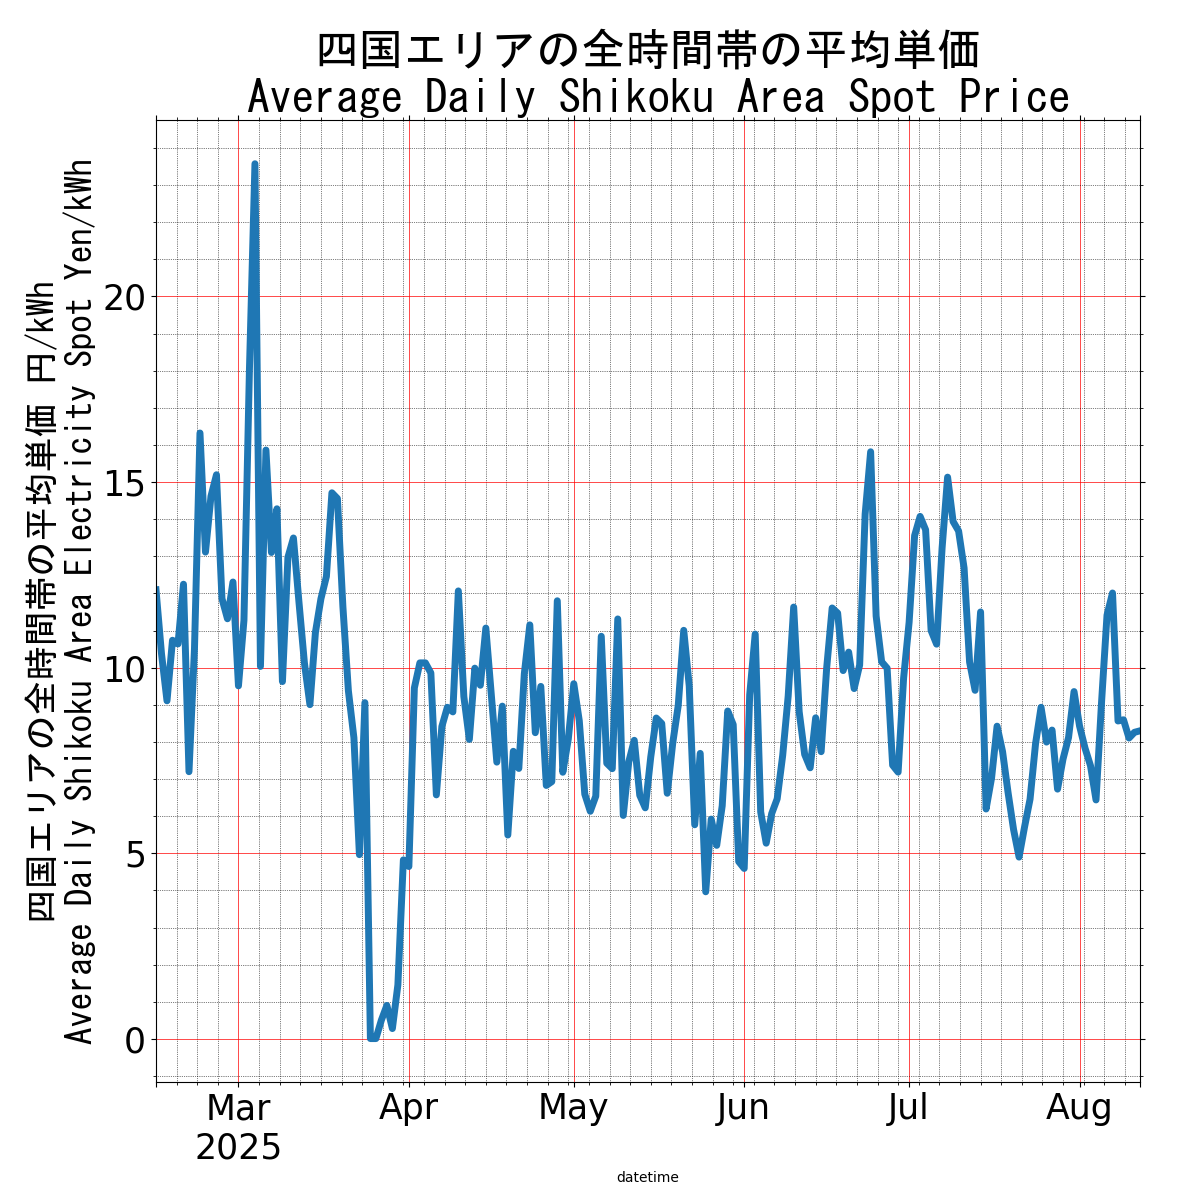 四国エリアの全時間帯の平均単価
Average Daily Shikoku Area Spot Price
四国エリアの全時間帯の平均単価 円/kWh
Average Daily Shikoku Area Electricity Spot Yen/kWh
20
15
10
5
0
Mar
2025
Apr
May
Jun
Jul
Aug
datetime